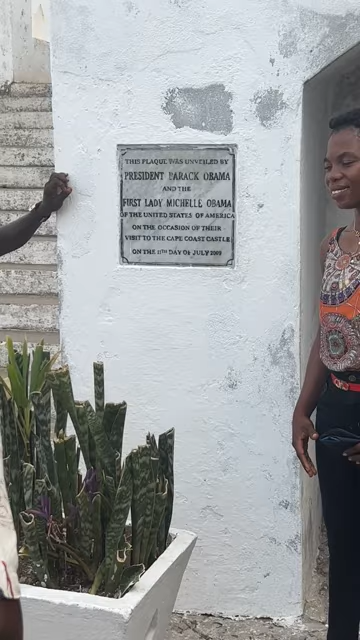 THIS PLAQUE WAS UNVEILED BY
PRESIDENT BARACK OBAMA
AND THE
FIRST LADY MICHELLE OBAMA
OF THE UNITED STATES OF AMERICA
ON THE OCCASION OF THEIR
VISIT TO THE CAPE COAST CASTLE
ON THE 11TH DAY OF JULY 2009